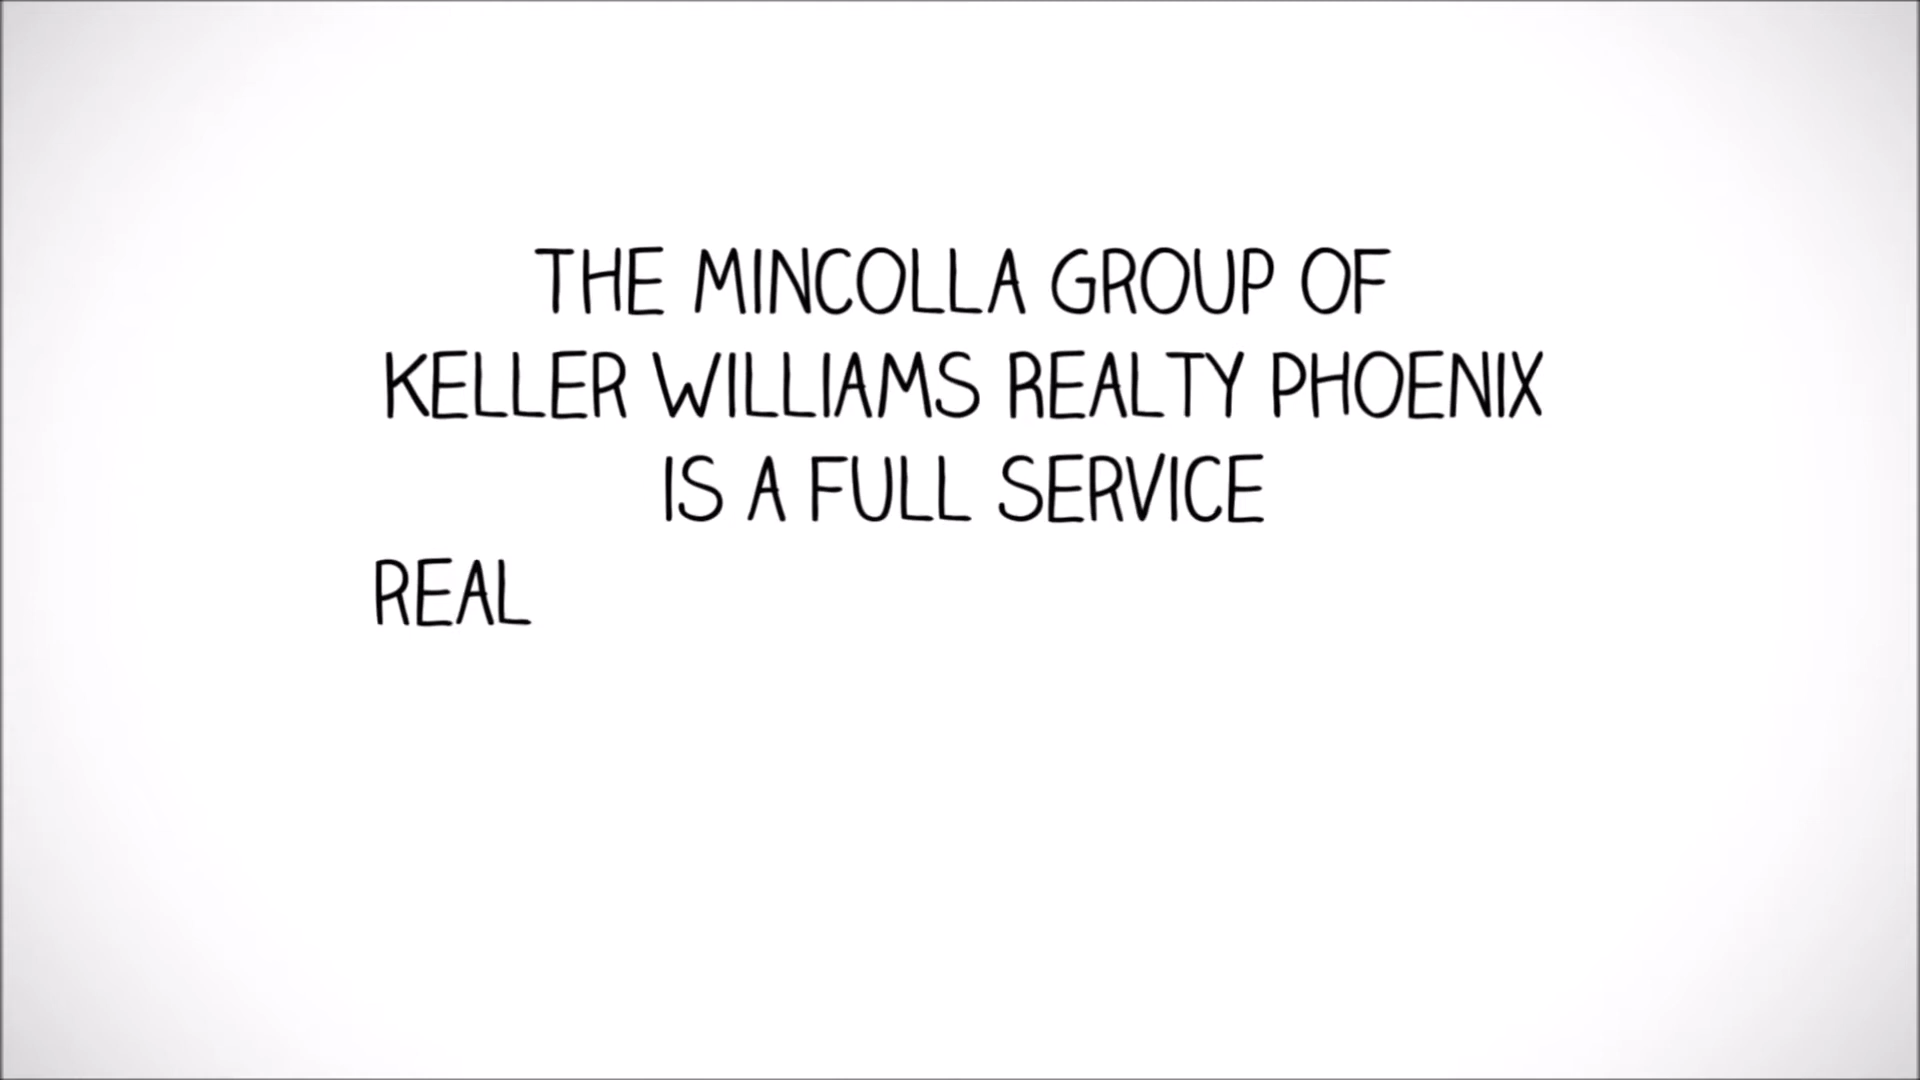 THE MINCOLLA GROUP OF
KELLER WILLIAMS REALTY PHOENIX
IS A FULL SERVICE
REAL